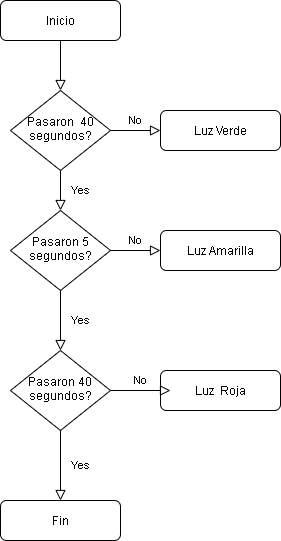 Inicio
Pasaron 40
segundos?
No
Luz Verde
Yes
Pasaron 5
segundos?
No
Luz Amarilla
Yes
Pasaron 40
segundos?
No
Luz Roja
Yes
Fin